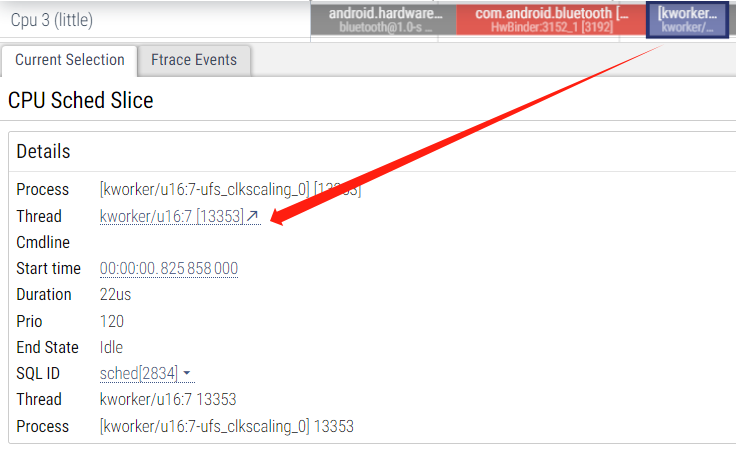 Cpu 3 (little)
android.hardware...
bluetooth@1.0-s ...
com.android.bluetooth [...
HwBinder:3152_1 [3192]
[kworker...
kworker/...
Current Selection
Ftrace Events
CPU Sched Slice
Details
Process [kworker/u16:7-ufs_clkscaling_0] [13353]
Thread kworker/u16:7 [13353]
Cmdline
Start time 00:00:00.825 858 000
Duration 22us
Prio 120
End State Idle
SQL ID sched[2834]
Thread kworker/u16:7 13353
Process [kworker/u16:7-ufs_clkscaling_0] 13353